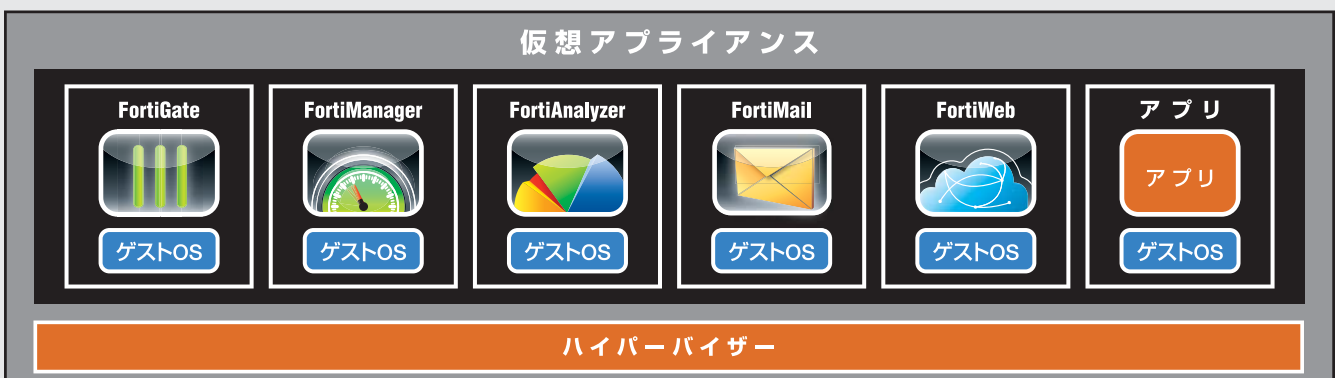 仮想アプライアンス
FortiGate
FortiManager
FortiAnalyzer
FortiMail
FortiWeb
アプリ
アプリ
ゲストOS
ゲストOS
ゲストOS
ゲストOS
ゲストOS
ゲストOS
ハイパーバイザー